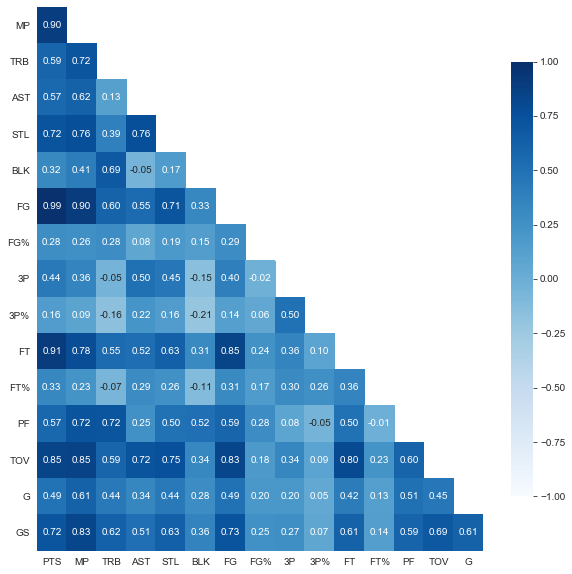 MP 0.90
TRB 0.59 0.72
1.00
AST 0.57 0.62 0.13
0.75
STL 0.72 0.76 0.39 0.76
0.50
BLK 0.32 0.41 0.69 -0.05 0.17
FG 0.99 0.90 0.60 0.55 0.71 0.33
0.25
FG% 0.28 0.26 0.28 0.08 0.19 0.15 0.29
0.00
3P 0.44 0.36 -0.05 0.50 0.45 -0.15 0.40 -0.02
3P% 0.16 0.09 -0.16 0.22 0.16 -0.21 0.14 0.06 0.50
−0.25
FT 0.91 0.78 0.55 0.52 0.63 0.31 0.85 0.24 0.36 0.10
−0.50
FT% 0.33 0.23 -0.07 0.29 0.26 -0.11 0.31 0.17 0.30 0.26 0.36
PF 0.57 0.72 0.72 0.25 0.50 0.52 0.59 0.28 0.08 -0.05 0.50 -0.01
−0.75
TOV 0.85 0.85 0.59 0.72 0.75 0.34 0.83 0.18 0.34 0.09 0.80 0.23 0.60
−1.00
G 0.49 0.61 0.44 0.34 0.44 0.28 0.49 0.20 0.20 0.05 0.42 0.13 0.51 0.45
GS 0.72 0.83 0.62 0.51 0.63 0.36 0.73 0.25 0.27 0.07 0.61 0.14 0.59 0.69 0.61
PTS MP TRB AST STL BLK FG FG% 3P 3P% FT FT% PF TOV G